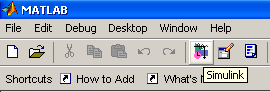 MATLAB
File Edit Debug Desktop Window Help
Simulink
Shortcuts How to Add What's